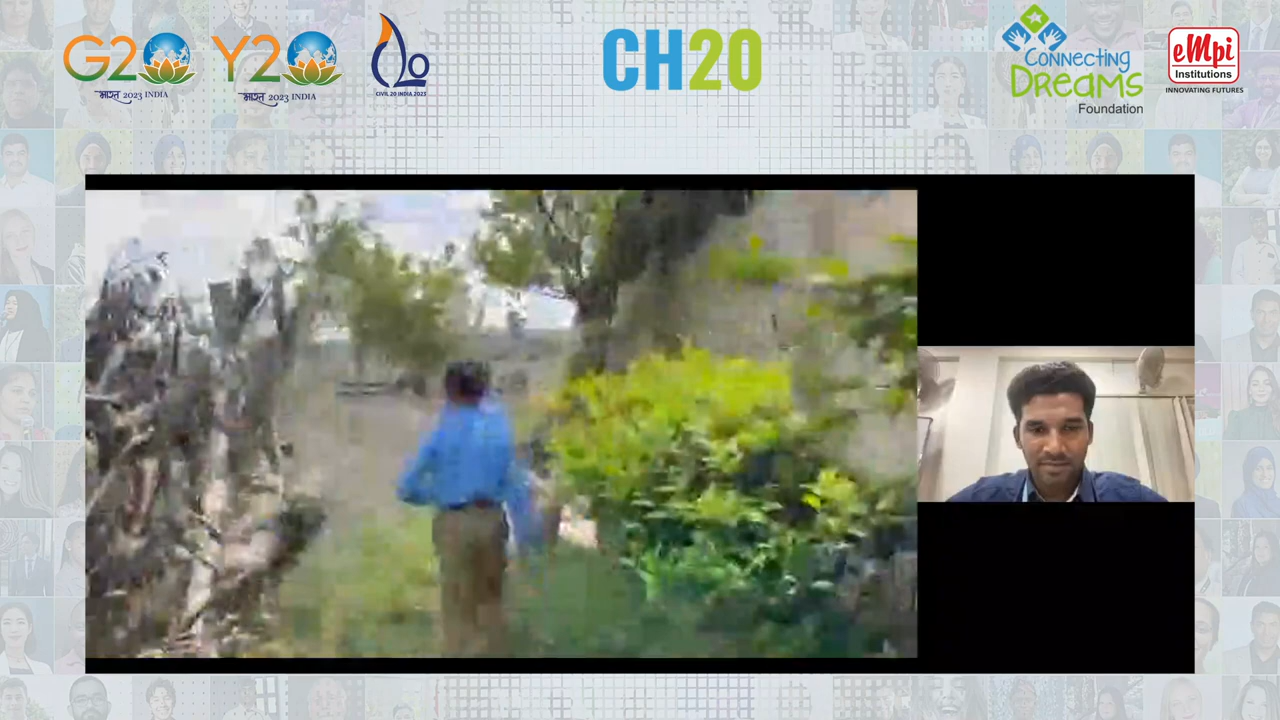 G20
भारत 2023 INDIA
Y20
भारत 2023 INDIA
C20
CIVIL 20 INDIA 2023
CH20
CONNECTING
DREAMS
Foundation
eMpi
Institutions
INNOVATING FUTURES